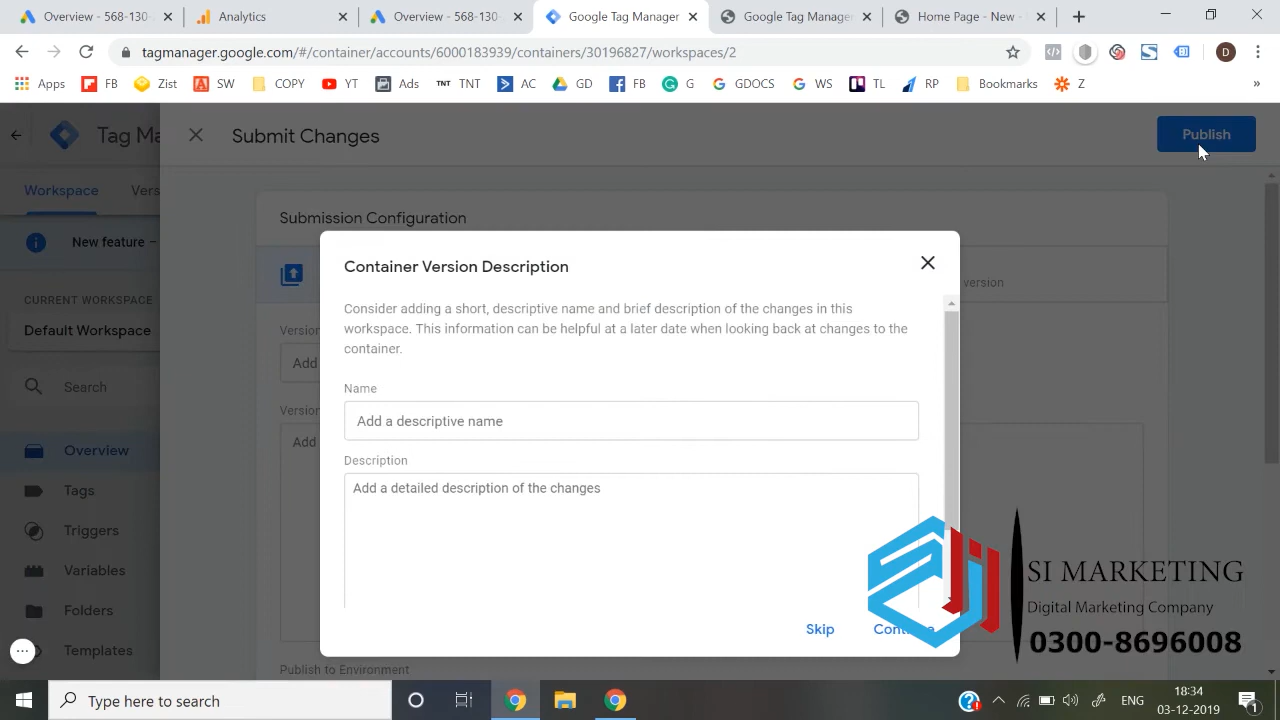 Overview - 568-130-
Analytics
Overview - 568-130-
Google Tag Manager
Google Tag Manager
Home Page - New -
tagmanager.google.com/#/container/accounts/6000183939/containers/30196827/workspaces/2
D
Apps FB Zist SW COPY YT Ads TNT TNT AC GD FB G GDOCS WS TL RP Bookmarks Z »
Tag Ma
Submit Changes
Publish
Workspace Vers
Submission Configuration
New feature –
Container Version Description
version
CURRENT WORKSPACE
Default Workspace
Consider adding a short, descriptive name and brief description of the changes in this
workspace. This information can be helpful at a later date when looking back at changes to the
container.
Versio
Add
Search
Name
Add a descriptive name
Version
Add
Description
Add a detailed description of the changes
Overview
Tags
Triggers
Variables
Folders
Templates
Skip
SI MARKETING
Digital Marketing Company
0300-8696008
Publish to Environment
Type here to search
ENG
18:34
03-12-2019
1